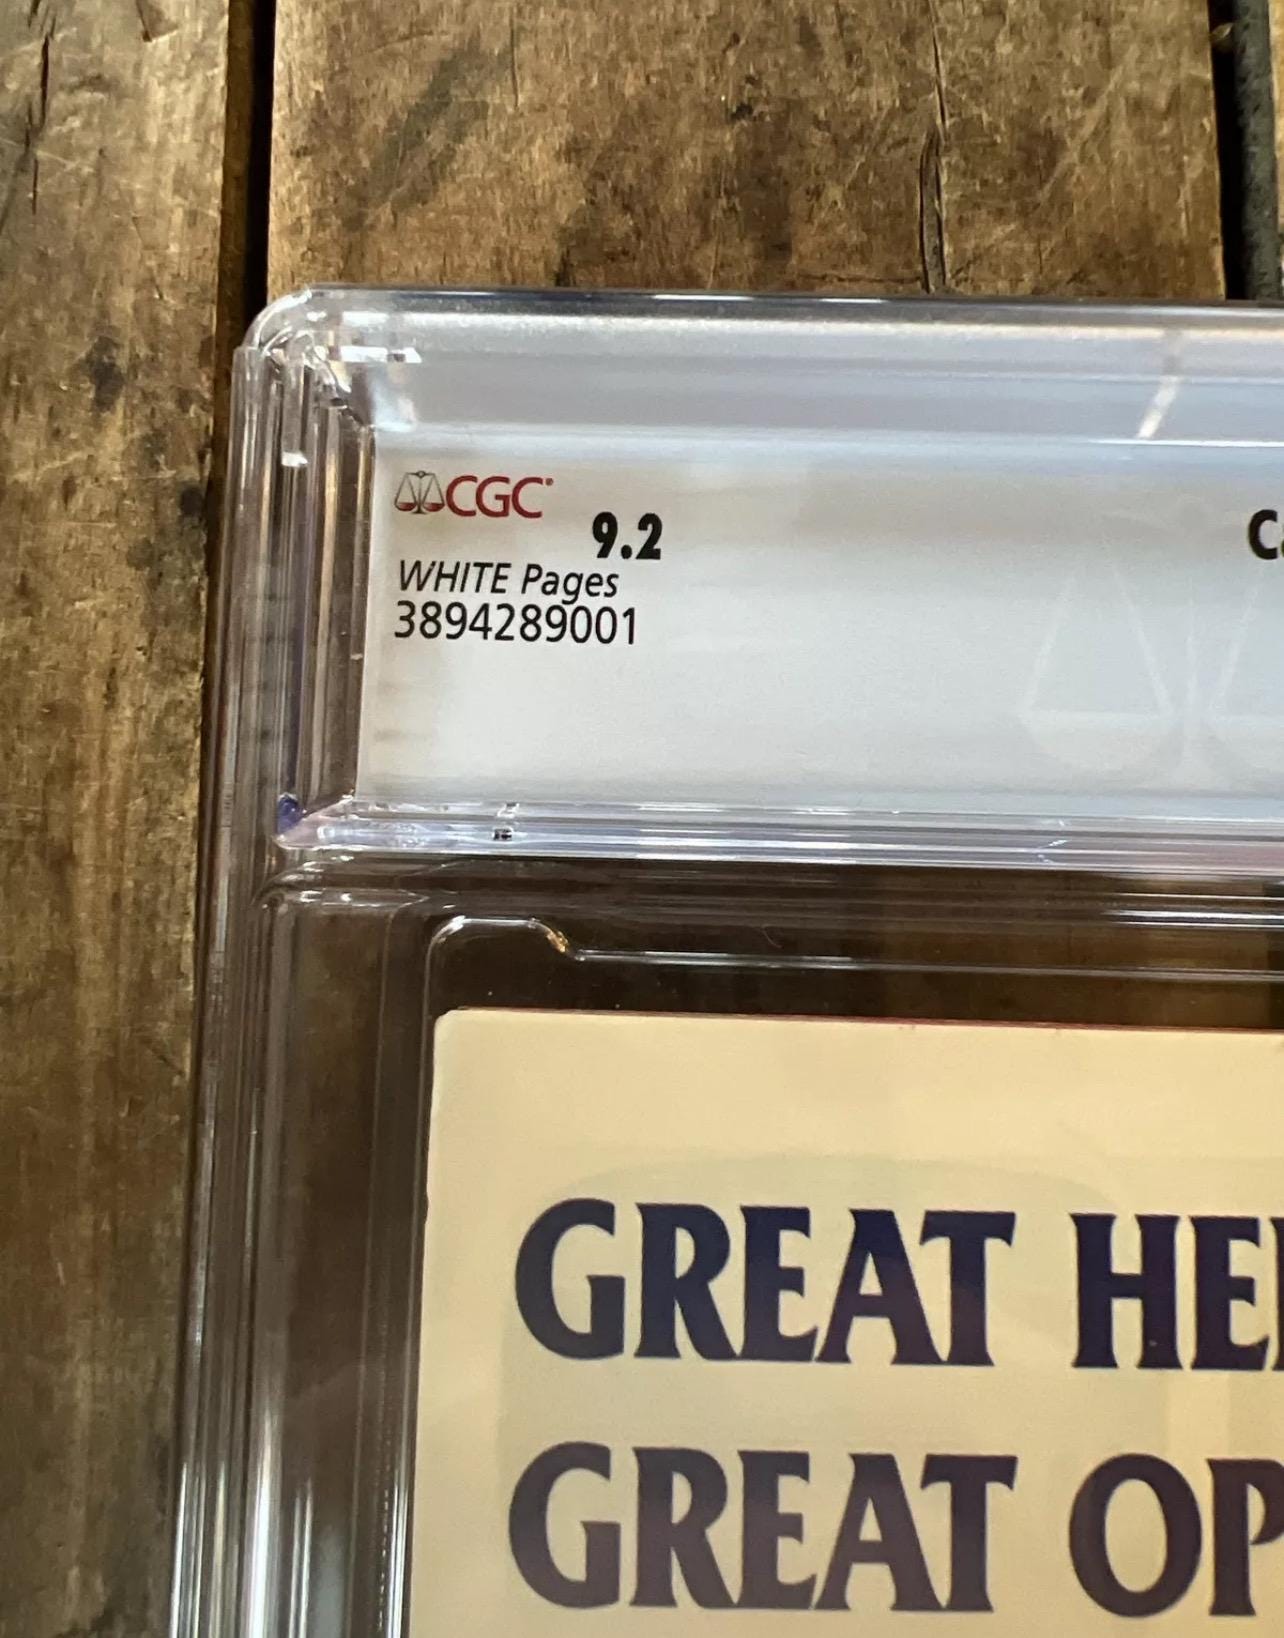 CGC
9.2
WHITE Pages
3894289001
GREAT
GREAT